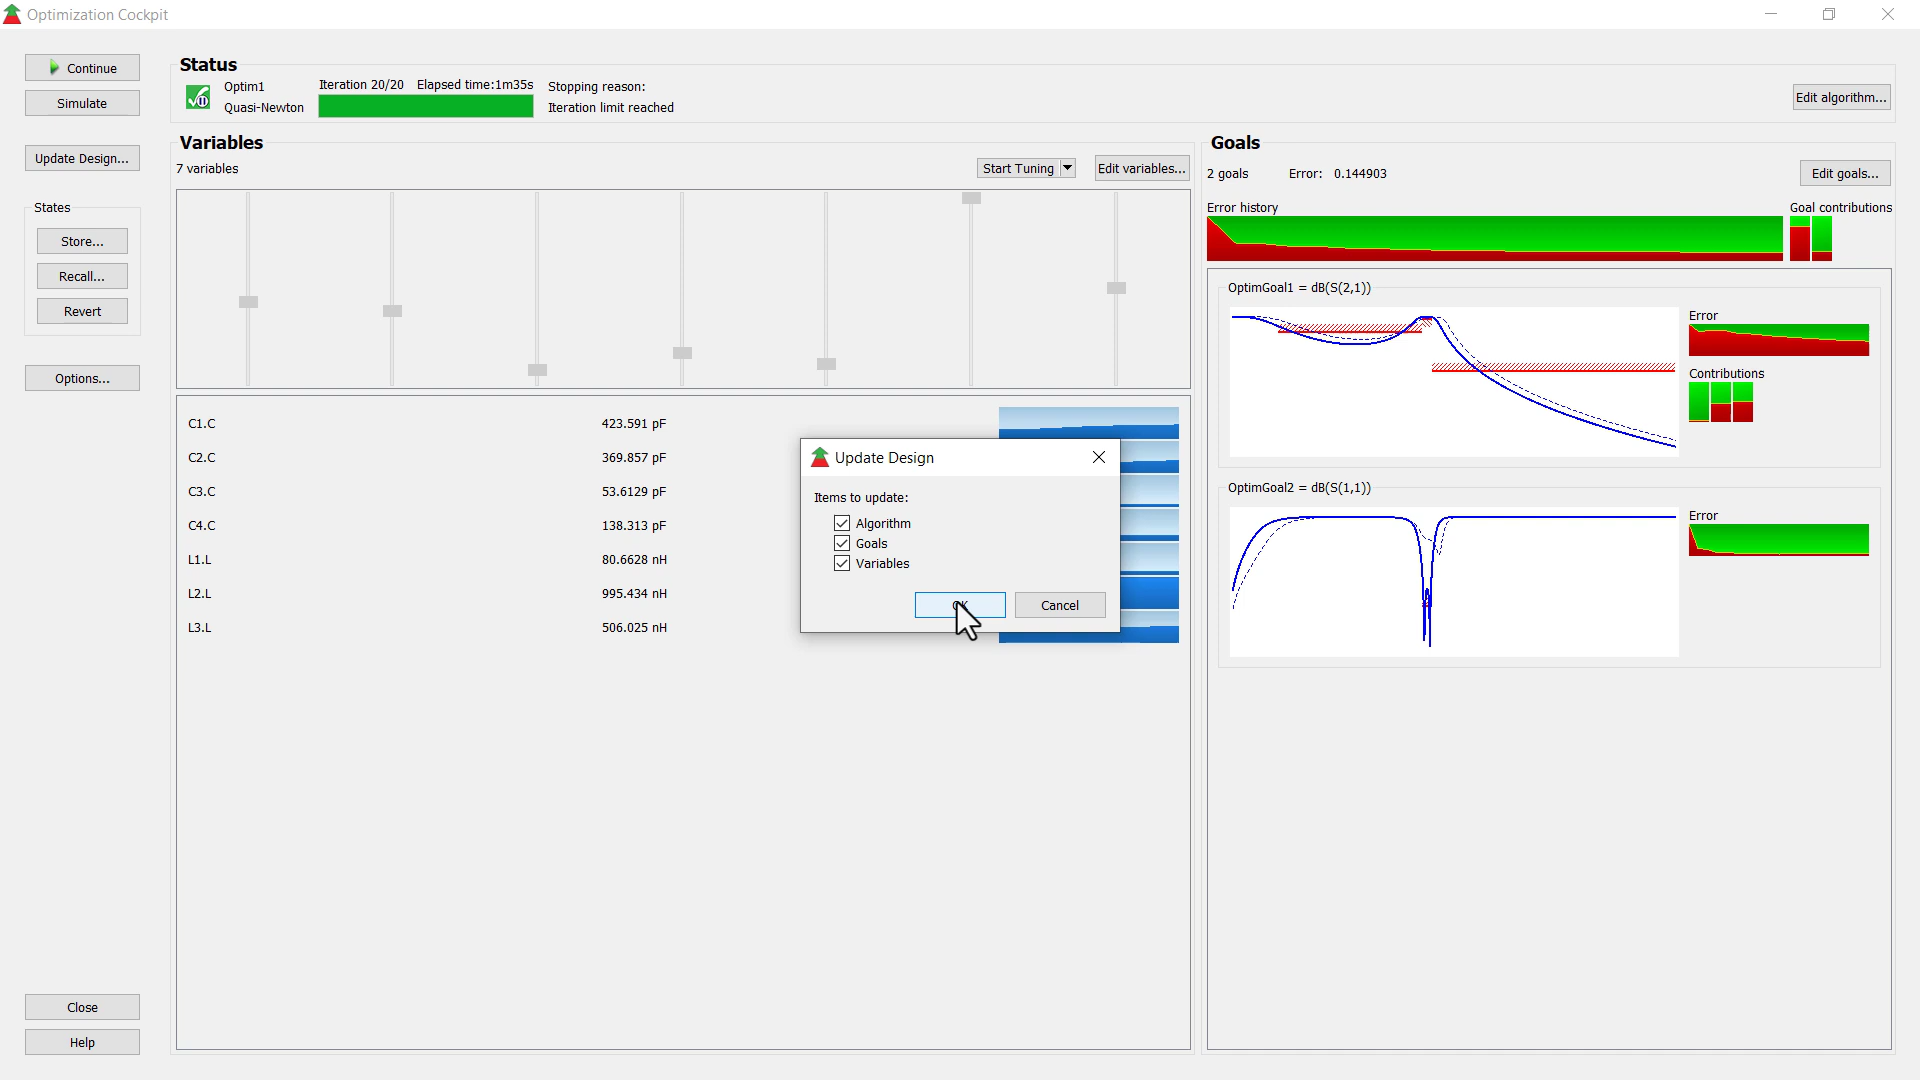 Optimization Cockpit
Continue
Simulate
Update Design...
States
Store...
Recall...
Revert
Options...
Close
Help
Status
Optim1
Quasi-Newton
Iteration 20/20 Elapsed time:1m35s
Stopping reason:
Iteration limit reached
Edit algorithm...
Variables
7 variables
Start Tuning
Edit variables...
C1.C 423.591 pF
C2.C 369.857 pF
C3.C 53.6129 pF
C4.C 138.313 pF
L1.L 80.6628 nH
L2.L 995.434 nH
L3.L 506.025 nH
Update Design
Items to update:
Algorithm
Goals
Variables
Cancel
Goals
2 goals Error: 0.144903
Edit goals...
Error history
Goal contributions
OptimGoal1 = dB(S(2,1))
Error
Contributions
OptimGoal2 = dB(S(1,1))
Error